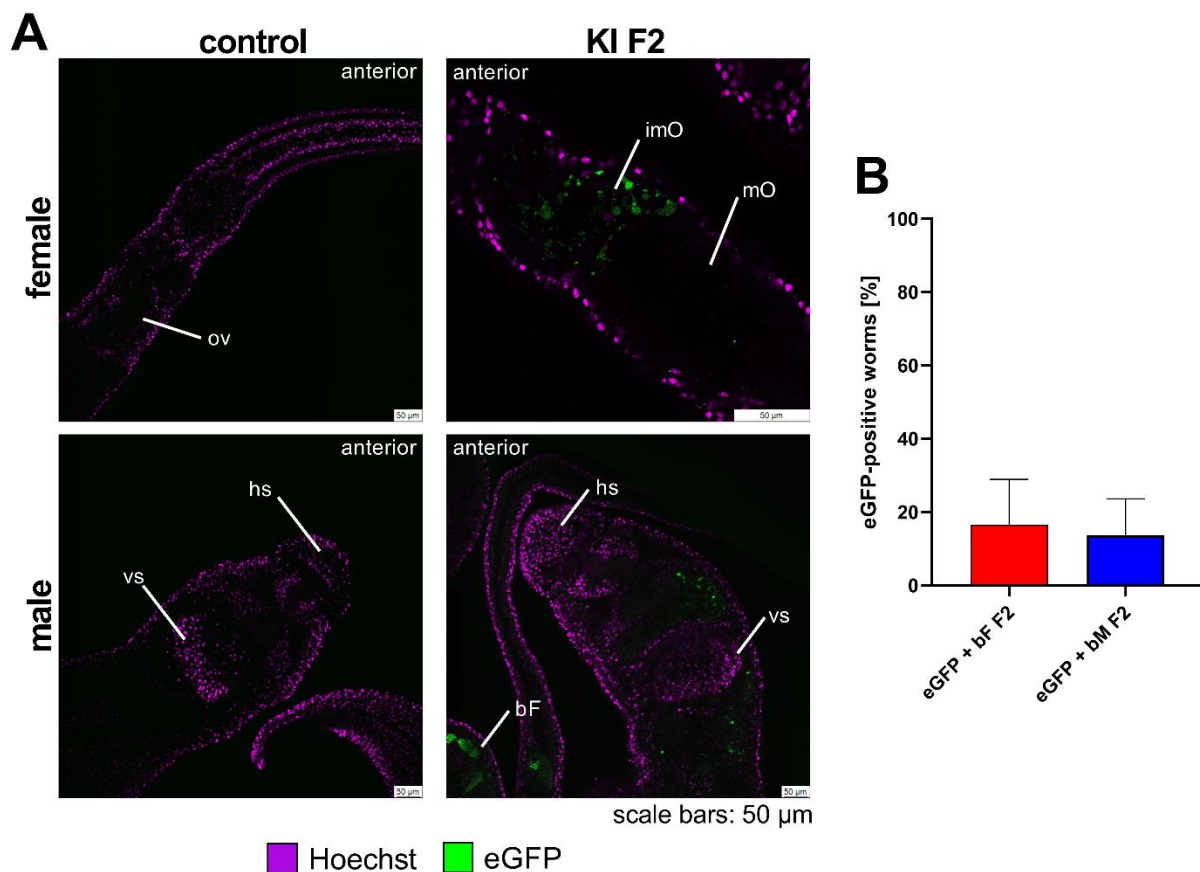 A
control
KI F2
female
anterior
ov
50 µm
anterior
imO
mO
50 µm
male
anterior
hs
vs
50 µm
anterior
hs
vs
bF
50 µm
scale bars: 50 µm
Hoechst
eGFP
B
eGFP-positive worms [%]
100
80
60
40
20
0
eGFP + bF F2
eGFP + bM F2